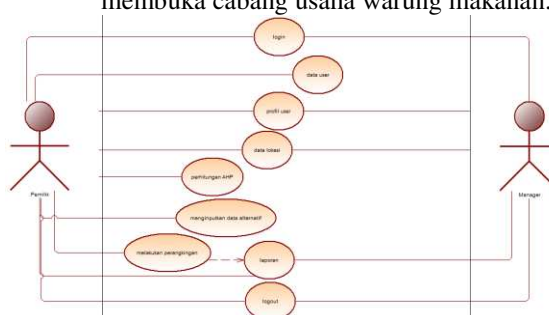 membuka cabang usaha warung makanan.
login
data user
profil user
data lokasi
perhitungan AHP
Pemilik
Manager
menginputkan data alternatif
melakukan perangkingan
laporan
logout